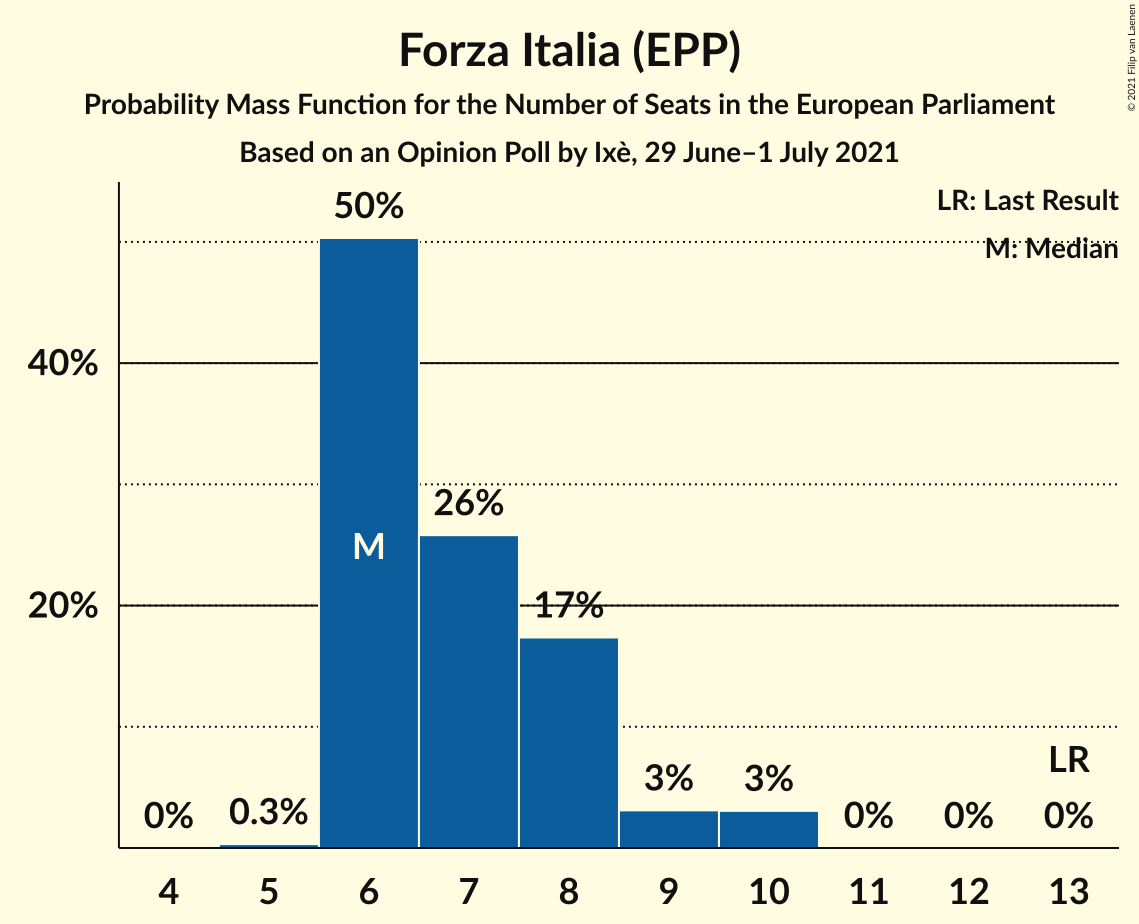 Forza Italia (EPP)
Probability Mass Function for the Number of Seats in the European Parliament
Based on an Opinion Poll by Ixè, 29 June–1 July 2021
© 2021 Filip van Laenen
LR: Last Result
M: Median
50%
40%
26%
M
20%
17%
LR
3%
3%
0%
0.3%
0%
0%
0%
4 5 6 7 8 9 10 11 12 13